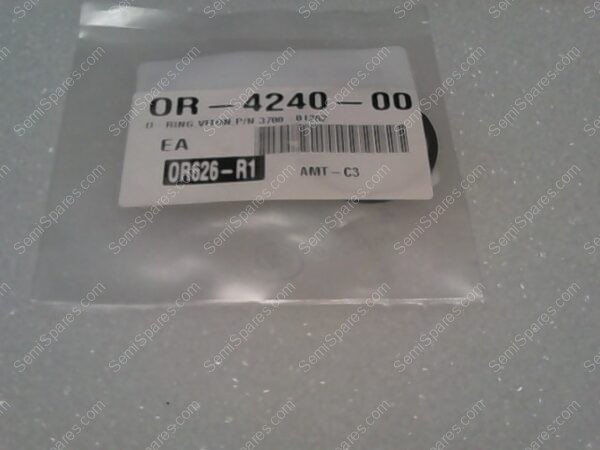 OR-4240-00
O-RING, VITON, P/N 3700-01262
EA
OR626-R1
AMT-C3
SemiSpares.com